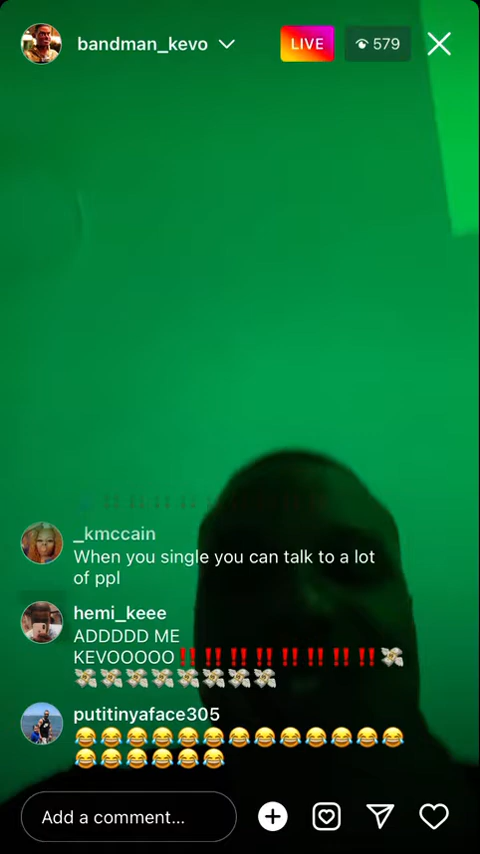 bandman_kevo
LIVE
579
_kmccain
When you single you can talk to a lot
of ppl
hemi_keee
ADDDDD ME
KEVOOOOO‼️‼️‼️‼️‼️‼️‼️‼️💸
💸💸💸💸💸💸💸💸
putitinyaface305
😂😂😂😂😂😂😂😂😂😂😂😂😂
😂😂😂😂😂😂
Add a comment...